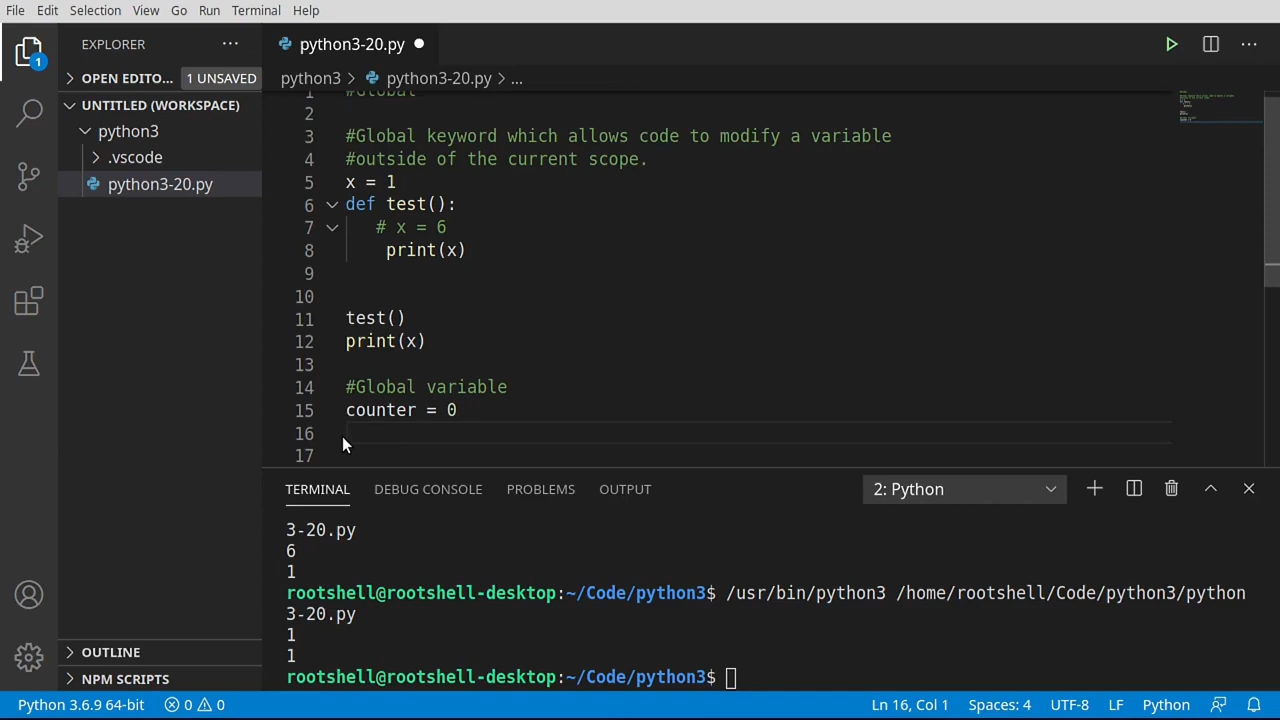 File Edit Selection View Go Run Terminal Help
EXPLORER
python3-20.py
OPEN EDITO... 1 UNSAVED
python3 > python3-20.py > ...
UNTITLED (WORKSPACE)
python3
.vscode
python3-20.py
1 #Global
2
3 #Global keyword which allows code to modify a variable
4 #outside of the current scope.
5 x = 1
6 def test():
7 # x = 6
8 print(x)
9
10
11 test()
12 print(x)
13
14 #Global variable
15 counter = 0
16
17
TERMINAL DEBUG CONSOLE PROBLEMS OUTPUT 2: Python
3-20.py
6
1
rootshell@rootshell-desktop:~/Code/python3$ /usr/bin/python3 /home/rootshell/Code/python3/python
3-20.py
1
1
rootshell@rootshell-desktop:~/Code/python3$
1
OUTLINE
NPM SCRIPTS
Python 3.6.9 64-bit 0 0 Ln 16, Col 1 Spaces: 4 UTF-8 LF Python